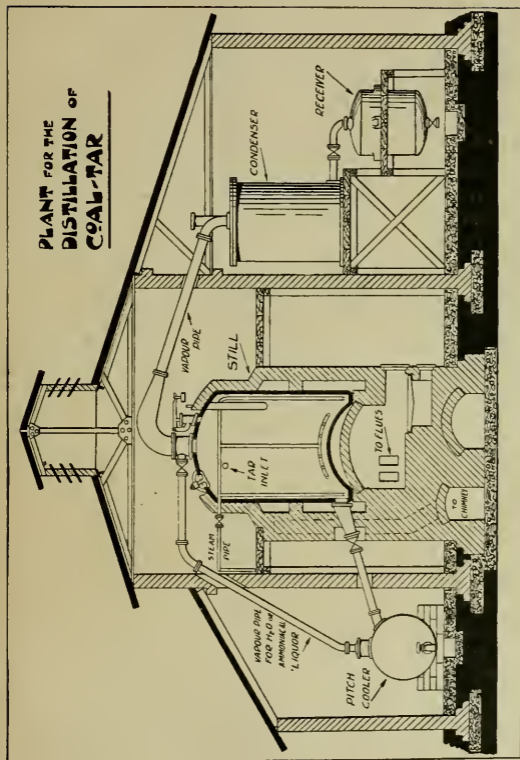 PLANT FOR THE
DISTILLATION OF
COAL-TAR
RECEIVER
CONDENSER
VAPOUR
PIPE
STILL
TAR
INLET
TO FLUES
TO
CHIMNEY
STEAM
PIPE
VAPOUR PIPE
FOR H₂O OR
AMMONIACAL
LIQUOR
PITCH
COOLER